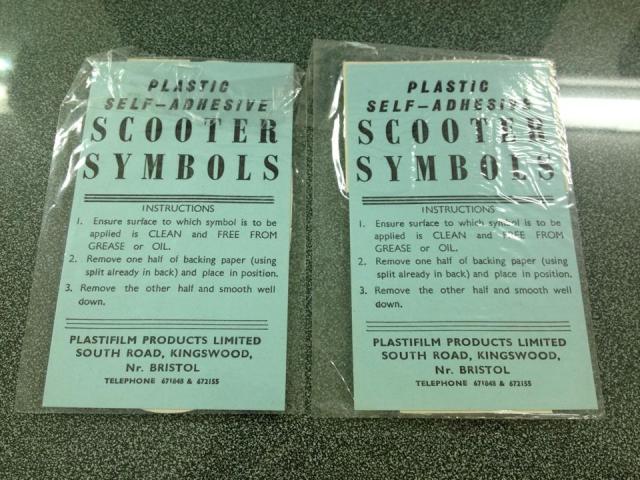 PLASTIC
SELF-ADHESIVE
SCOOTER
SYMBOLS
INSTRUCTIONS
1. Ensure surface to which symbol is to be
applied is CLEAN and FREE FROM
GREASE or OIL.
2. Remove one half of backing paper (using
split already in back) and place in position.
3. Remove the other half and smooth well
down.
PLASTIFILM PRODUCTS LIMITED
SOUTH ROAD, KINGSWOOD,
Nr. BRISTOL
TELEPHONE 671848 & 672155
PLASTIC
SELF-ADHESIVE
SCOOTER
SYMBOLS
INSTRUCTIONS
1. Ensure surface to which symbol is to be
applied is CLEAN and FREE FROM
GREASE or OIL.
2. Remove one half of backing paper (using
split already in back) and place in position.
3. Remove the other half and smooth well
down.
PLASTIFILM PRODUCTS LIMITED
SOUTH ROAD, KINGSWOOD,
Nr. BRISTOL
TELEPHONE 671848 & 672155